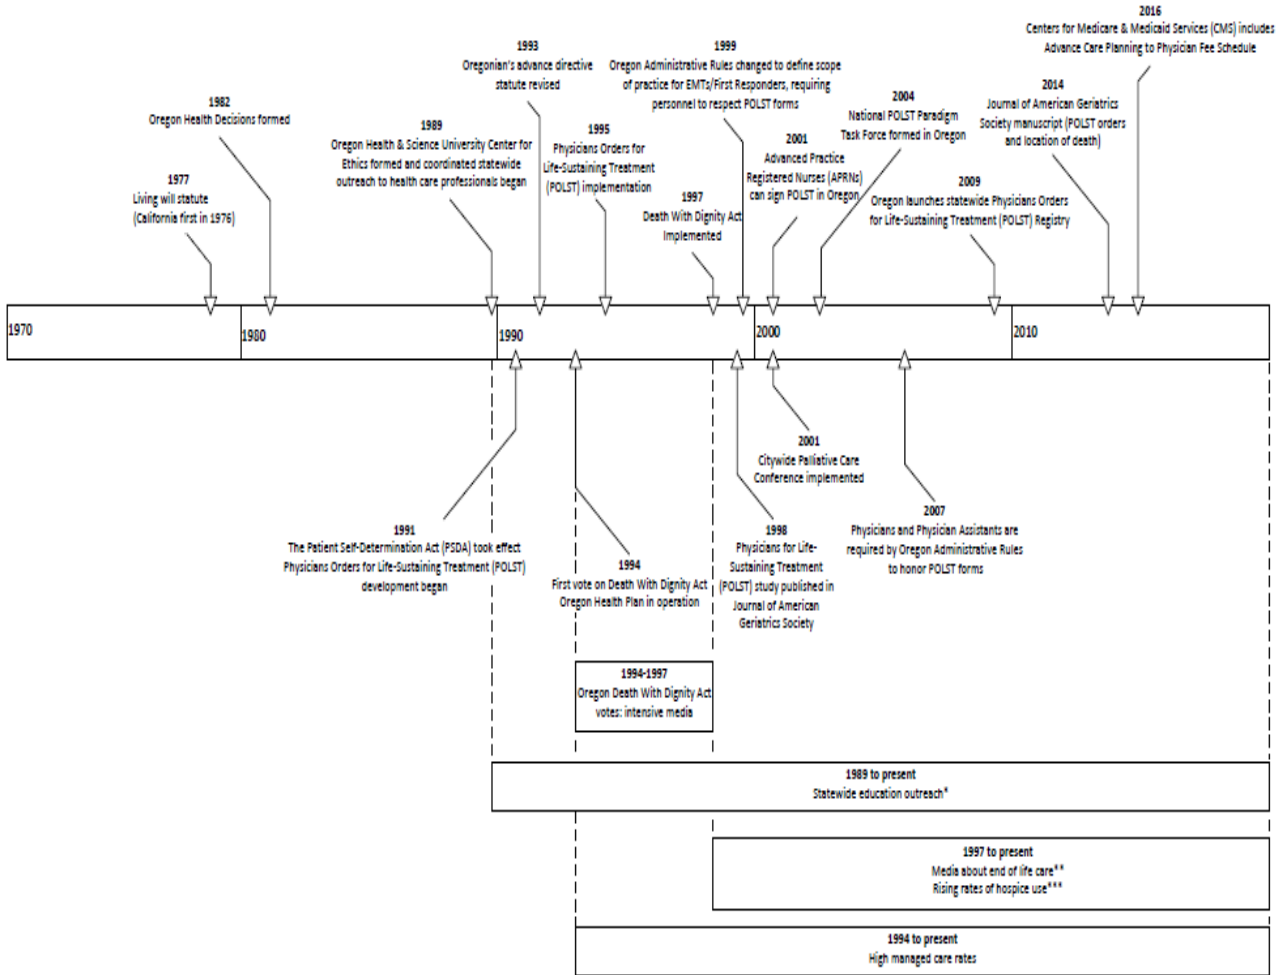 2016
Centers for Medicare & Medicaid Services (CMS) includes
Advance Care Planning to Physician Fee Schedule
1993
Oregonian's advance directive
statute revised
1999
Oregon Administrative Rules changed to define scope
of practice for EMTs/First Responders, requiring
personnel to respect POLST forms
2014
Journal of American Geriatrics
Society manuscript (POLST orders
and location of death)
2004
National POLST Paradigm
Task Force formed in Oregon
1982
Oregon Health Decisions formed
1989
Oregon Health & Science University Center for
Ethics formed and coordinated statewide
outreach to health care professionals began
1995
Physicians Orders for
Life-Sustaining Treatment
(POLST) implementation
2001
Advanced Practice
Registered Nurses (APRNs)
can sign POLST in Oregon
1977
Living will statute
(California first in 1976)
1997
Death With Dignity Act
Implemented
2009
Oregon launches statewide Physicians Orders
for Life-Sustaining Treatment (POLST) Registry
1970
1980
1990
2000
2010
2001
Citywide Palliative Care
Conference implemented
1991
The Patient Self-Determination Act (PSDA) took effect
Physicians Orders for Life-Sustaining Treatment (POLST)
development began
1994
First vote on Death With Dignity Act
Oregon Health Plan in operation
1998
Physicians for Life-
Sustaining Treatment
(POLST) study published in
Journal of American
Geriatrics Society
2007
Physicians and Physician Assistants are
required by Oregon Administrative Rules
to honor POLST forms
1994-1997
Oregon Death With Dignity Act
votes: intensive media
1989 to present
Statewide education outreach*
1997 to present
Media about end of life care**
Rising rates of hospice use***
1994 to present
High managed care rates